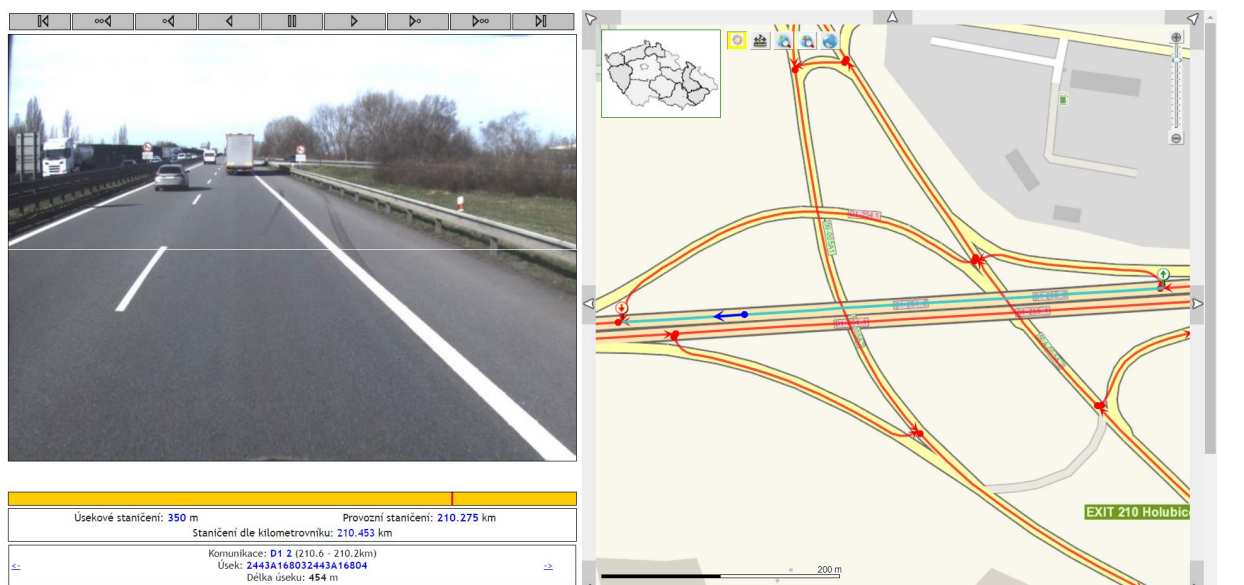 Úsekové staničení: 350 m
Provozní staničení: 210.275 km
Staničení dle kilometrovníku: 210.453 km
Komunikace: D1 2 (210.6 - 210.2km)
<-
Úsek: 2443A168032443A16804
->
Délka úseku: 454 m
EXIT 210 Holubic
200 m